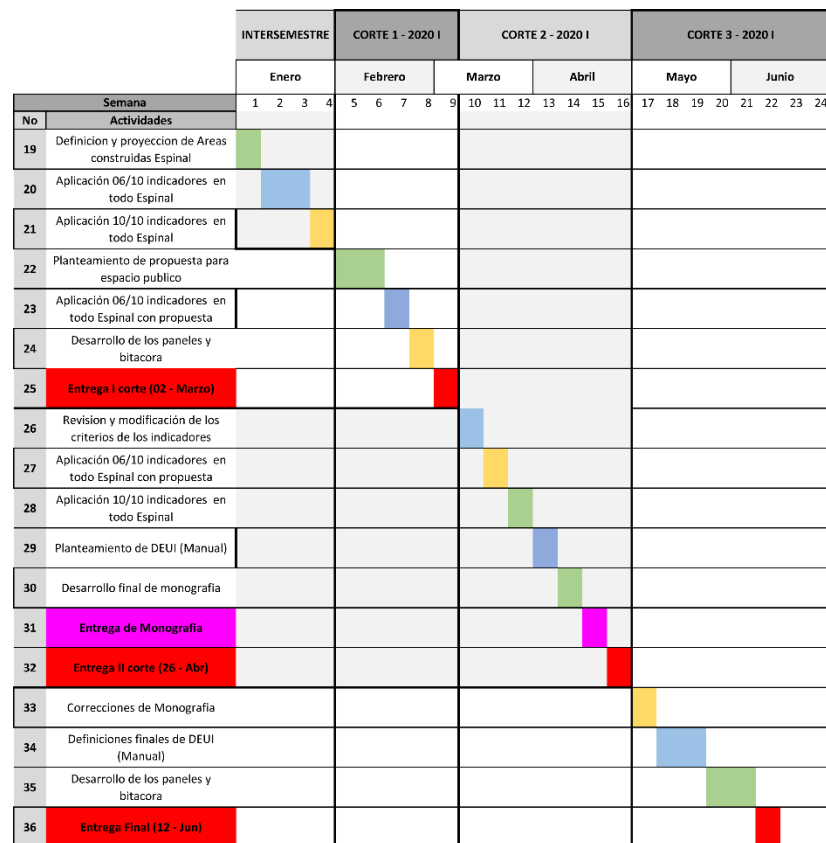 INTERSEMESTRE CORTE 1 - 2020 I CORTE 2 - 2020 I CORTE 3 - 2020 I
Enero Febrero Marzo Abril Mayo Junio
Semana 1 2 3 4 5 6 7 8 9 10 11 12 13 14 15 16 17 18 19 20 21 22 23 24
No Actividades
19 Definicion y proyeccion de Areas
construidas Espinal
20 Aplicación 06/10 indicadores en
todo Espinal
21 Aplicación 10/10 indicadores en
todo Espinal
22 Planteamiento de propuesta para
espacio publico
23 Aplicación 06/10 indicadores en
todo Espinal con propuesta
24 Desarrollo de los paneles y
bitacora
25 Entrega I corte (02 - Marzo)
26 Revision y modificación de los
criterios de los indicadores
27 Aplicación 06/10 indicadores en
todo Espinal con propuesta
28 Aplicación 10/10 indicadores en
todo Espinal
29 Planteamiento de DEUI (Manual)
30 Desarrollo final de monografia
31 Entrega de Monografia
32 Entrega II corte (26 - Abr)
33 Correcciones de Monografia
34 Definiciones finales de DEUI
(Manual)
35 Desarrollo de los paneles y
bitacora
36 Entrega Final (12 - Jun)